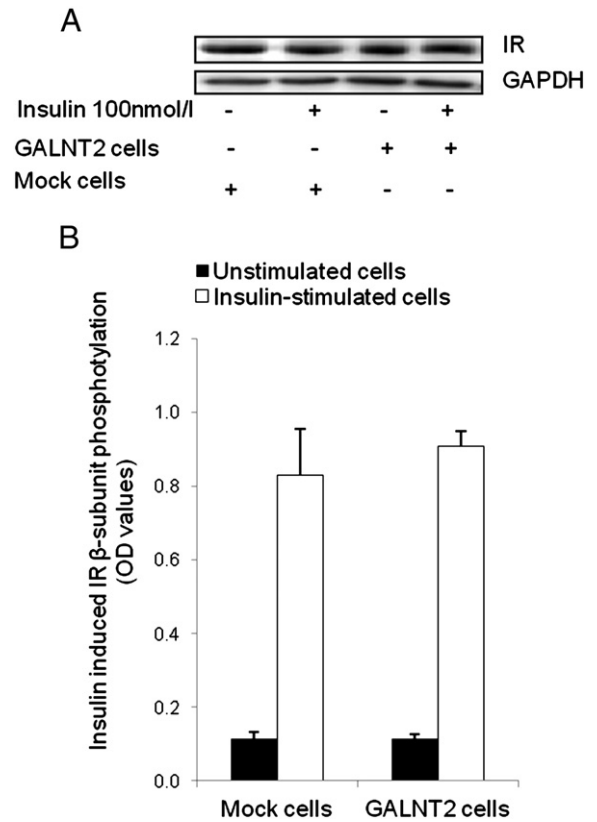 A
IR
GAPDH
Insulin 100nmol/l - + - +
GALNT2 cells - - + +
Mock cells + + - -
B
Unstimulated cells
Insulin-stimulated cells
Insulin induced IR β-subunit phosphotylation
(OD values)
1.2
1.0
0.8
0.6
0.4
0.2
0.0
Mock cells GALNT2 cells